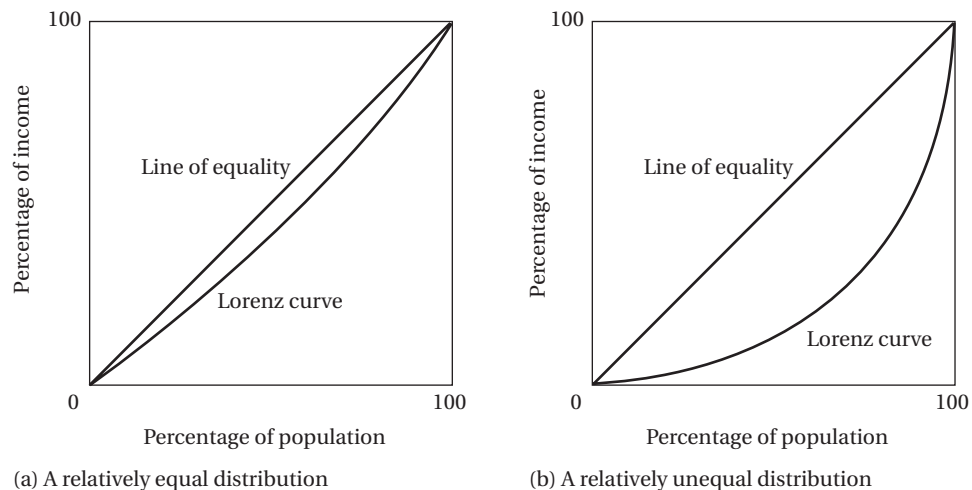 100
Percentage of income
Line of equality
Lorenz curve
0
100
Percentage of population
(a) A relatively equal distribution
100
Percentage of income
Line of equality
Lorenz curve
0
100
Percentage of population
(b) A relatively unequal distribution